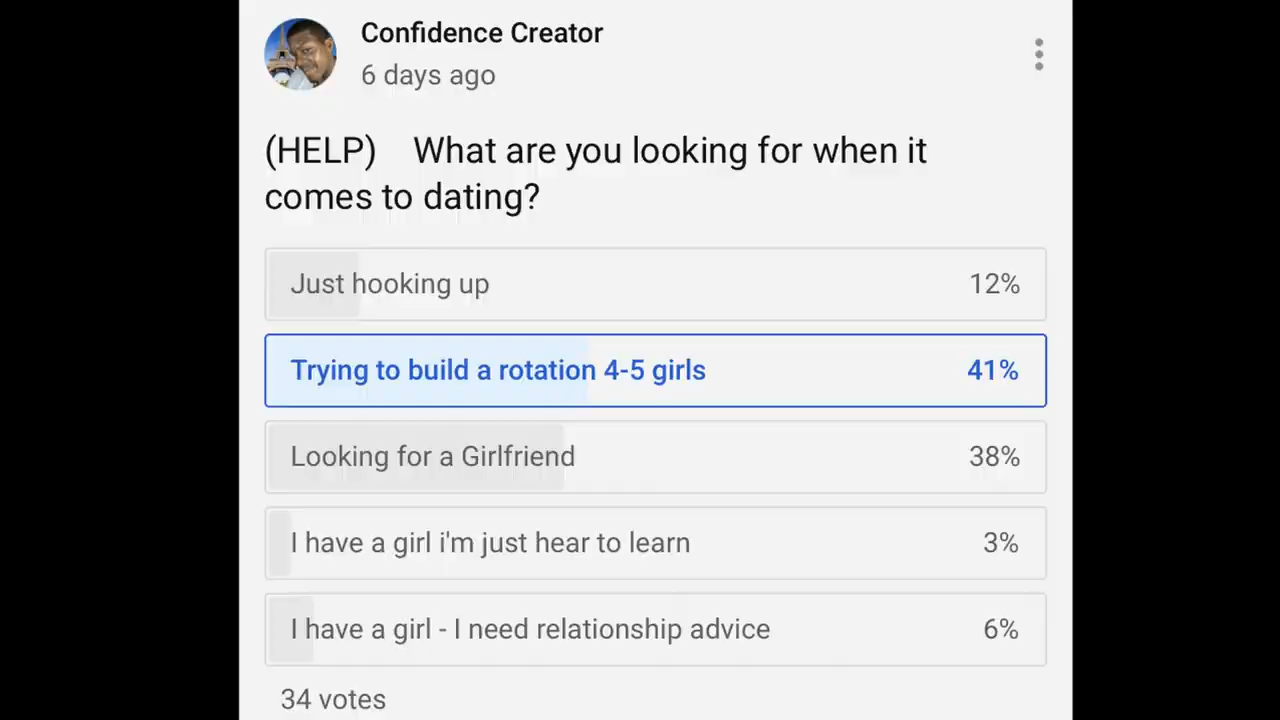 Confidence Creator
6 days ago
(HELP) What are you looking for when it
comes to dating?
Just hooking up 12%
Trying to build a rotation 4-5 girls 41%
Looking for a Girlfriend 38%
I have a girl i'm just hear to learn 3%
I have a girl - I need relationship advice 6%
34 votes